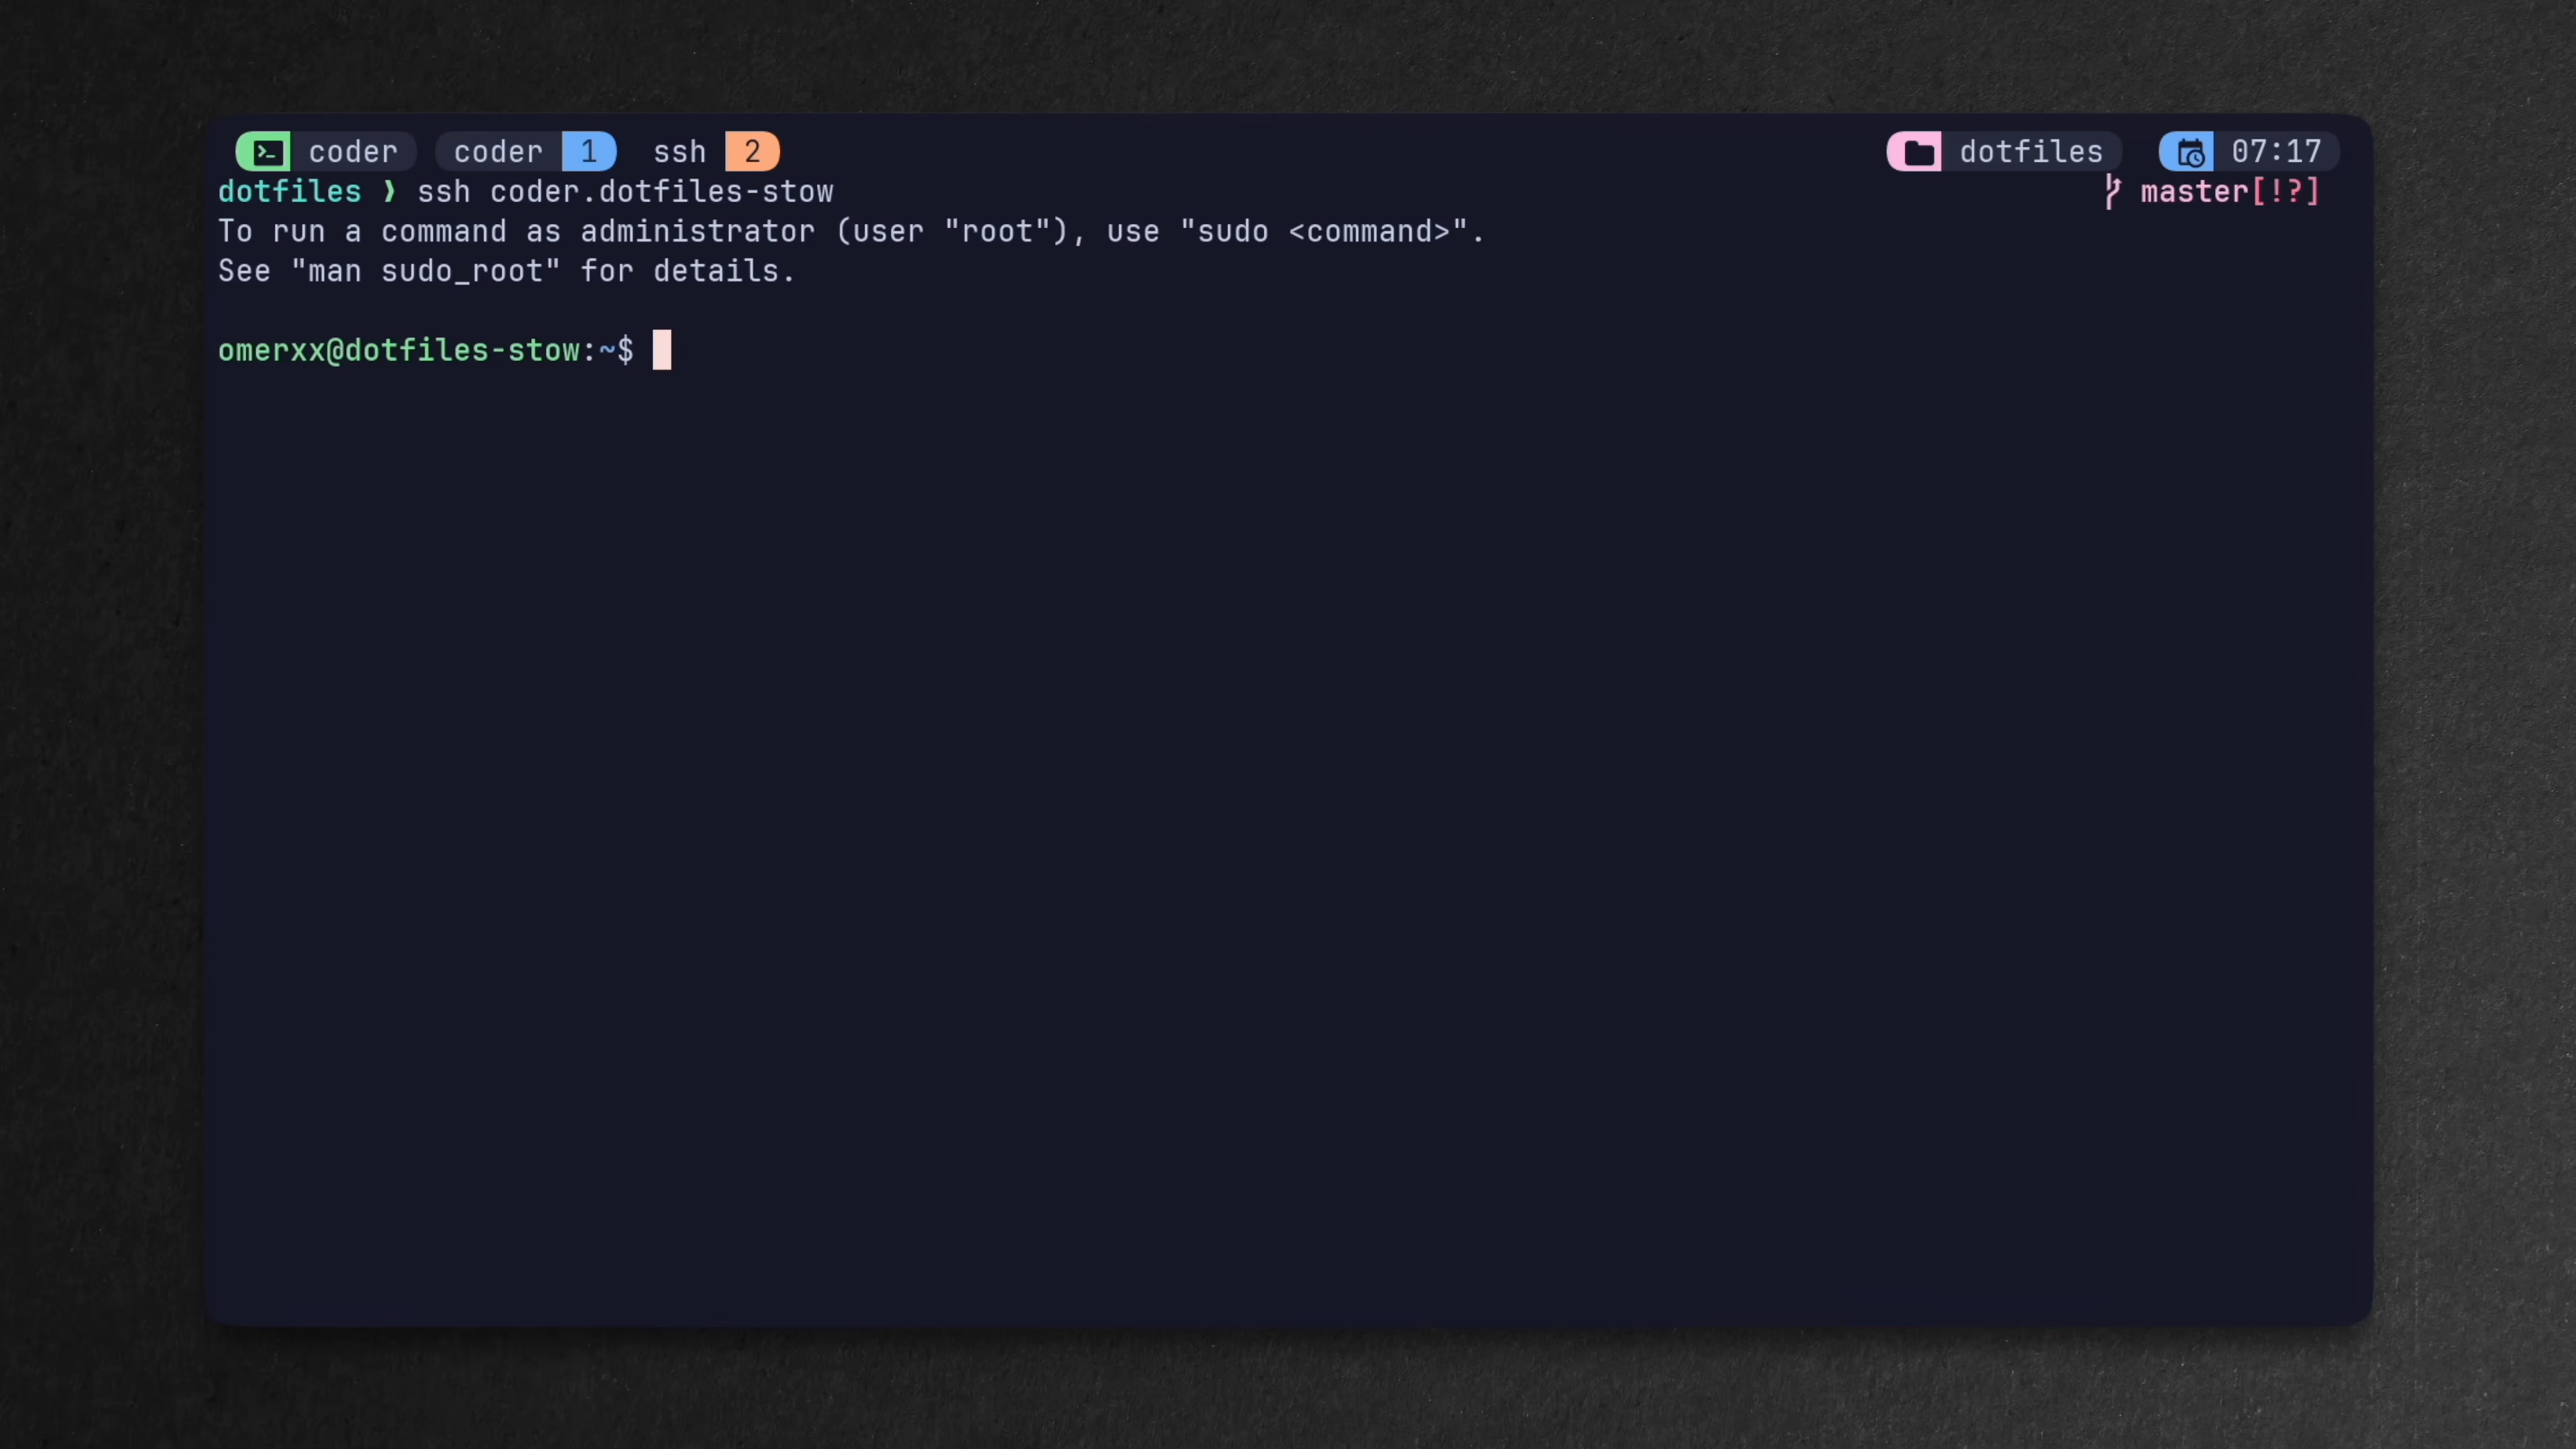 coder coder 1 ssh 2 dotfiles 07:17
dotfiles ❯ ssh coder.dotfiles-stow master[!?]
To run a command as administrator (user "root"), use "sudo <command>".
See "man sudo_root" for details.
omerxx@dotfiles-stow:~$